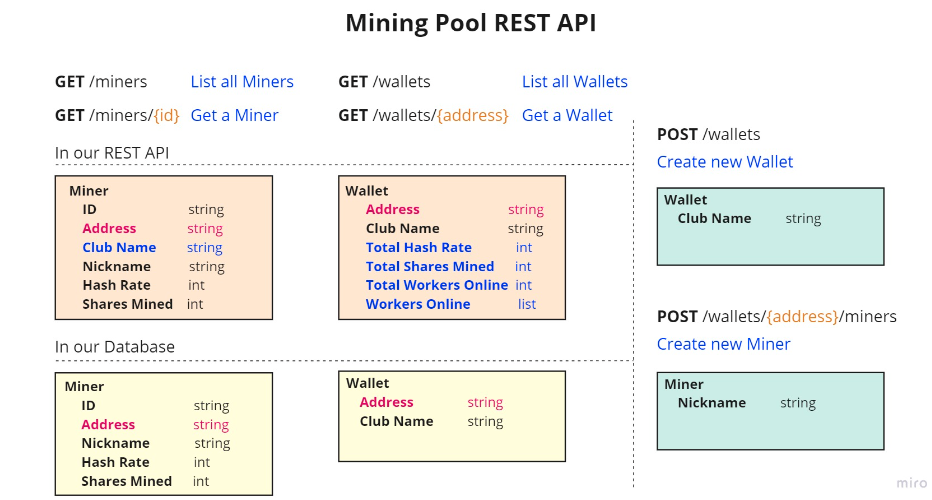 Mining Pool REST API
GET /miners List all Miners
GET /miners/{id} Get a Miner
GET /wallets List all Wallets
GET /wallets/{address} Get a Wallet
In our REST API
Miner
ID string
Address string
Club Name string
Nickname string
Hash Rate int
Shares Mined int
Wallet
Address string
Club Name string
Total Hash Rate int
Total Shares Mined int
Total Workers Online int
Workers Online list
In our Database
Miner
ID string
Address string
Nickname string
Hash Rate int
Shares Mined int
Wallet
Address string
Club Name string
POST /wallets
Create new Wallet
Wallet
Club Name string
POST /wallets/{address}/miners
Create new Miner
Miner
Nickname string
miro